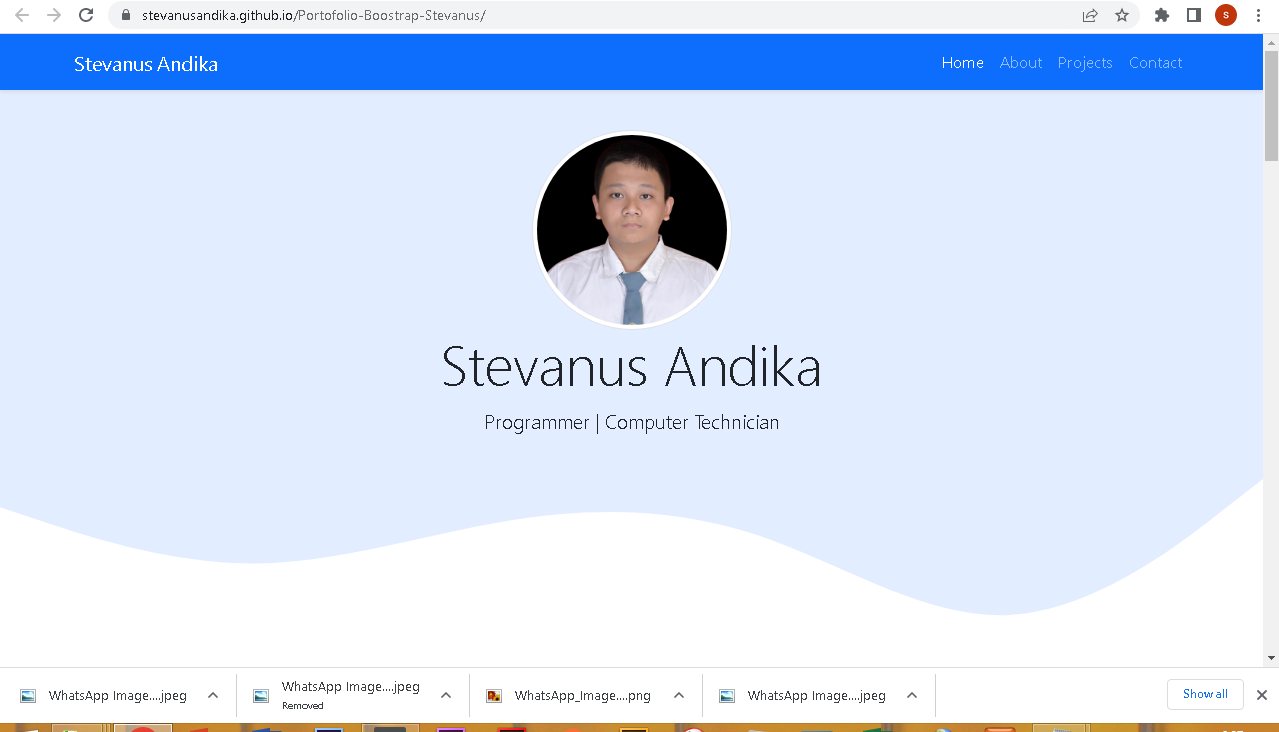 stevanusandika.github.io/Portofolio-Boostrap-Stevanus/
S
Stevanus Andika
Home About Projects Contact
Stevanus Andika
Programmer | Computer Technician
WhatsApp Image....jpeg
WhatsApp Image....jpeg
Removed
WhatsApp_Image....png
WhatsApp Image....jpeg
Show all